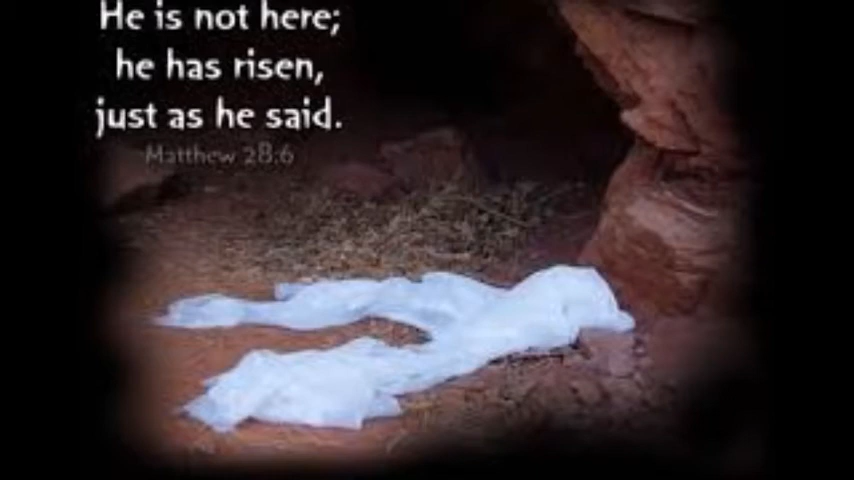 He is not here;
he has risen,
just as he said.
Matthew 28:6